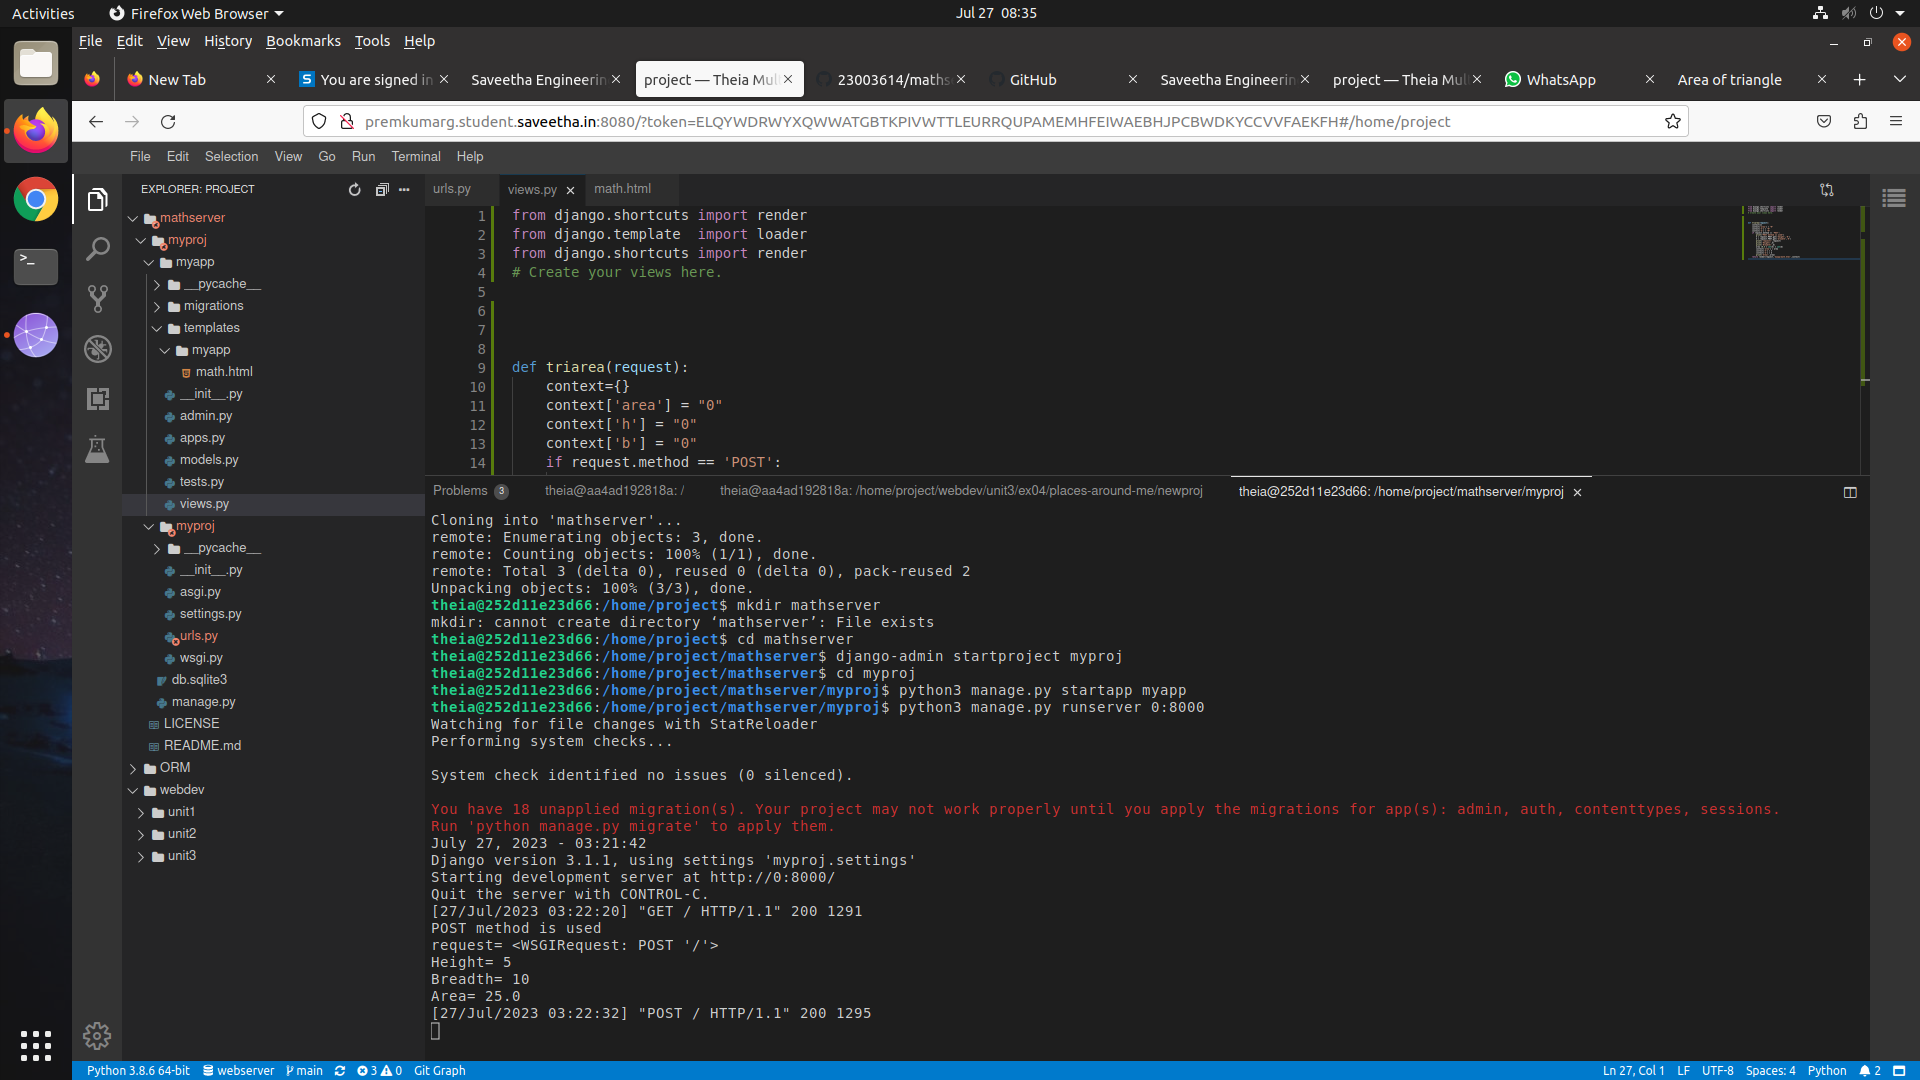 Activities
Firefox Web Browser
Jul 27 08:35
File Edit View History Bookmarks Tools Help
New Tab
You are signed in
Saveetha Engineerin
project — Theia Mul
23003614/maths
GitHub
Saveetha Engineerin
project — Theia Mul
WhatsApp
Area of triangle
premkumarg.student.saveetha.in:8080/?token=ELQYWDRWYXQWWATGBTKPIVWTTLEURRQUPAMEMHFEIWAEBHJPCBWDKYCCVVFAEKFH#/home/project
File Edit Selection View Go Run Terminal Help
EXPLORER: PROJECT
mathserver
myproj
myapp
__pycache__
migrations
templates
myapp
math.html
__init__.py
admin.py
apps.py
models.py
tests.py
views.py
myproj
__pycache__
__init__.py
asgi.py
settings.py
urls.py
wsgi.py
db.sqlite3
manage.py
LICENSE
README.md
ORM
webdev
unit1
unit2
unit3
urls.py
views.py
math.html
1 from django.shortcuts import render
2 from django.template  import loader
3 from django.shortcuts import render
4 # Create your views here.
5
6
7
8
9 def triarea(request):
10 context={}
11 context['area'] = "0"
12 context['h'] = "0"
13 context['b'] = "0"
14 if request.method == 'POST':
Problems 3
theia@aa4ad192818a: /
theia@aa4ad192818a: /home/project/webdev/unit3/ex04/places-around-me/newproj
theia@252d11e23d66: /home/project/mathserver/myproj
Cloning into 'mathserver'...
remote: Enumerating objects: 3, done.
remote: Counting objects: 100% (1/1), done.
remote: Total 3 (delta 0), reused 0 (delta 0), pack-reused 2
Unpacking objects: 100% (3/3), done.
theia@252d11e23d66:/home/project$ mkdir mathserver
mkdir: cannot create directory ‘mathserver’: File exists
theia@252d11e23d66:/home/project$ cd mathserver
theia@252d11e23d66:/home/project/mathserver$ django-admin startproject myproj
theia@252d11e23d66:/home/project/mathserver$ cd myproj
theia@252d11e23d66:/home/project/mathserver/myproj$ python3 manage.py startapp myapp
theia@252d11e23d66:/home/project/mathserver/myproj$ python3 manage.py runserver 0:8000
Watching for file changes with StatReloader
Performing system checks...
System check identified no issues (0 silenced).
You have 18 unapplied migration(s). Your project may not work properly until you apply the migrations for app(s): admin, auth, contenttypes, sessions.
Run 'python manage.py migrate' to apply them.
July 27, 2023 - 03:21:42
Django version 3.1.1, using settings 'myproj.settings'
Starting development server at http://0:8000/
Quit the server with CONTROL-C.
[27/Jul/2023 03:22:20] "GET / HTTP/1.1" 200 1291
POST method is used
request= <WSGIRequest: POST '/'>
Height= 5
Breadth= 10
Area= 25.0
[27/Jul/2023 03:22:32] "POST / HTTP/1.1" 200 1295
Python 3.8.6 64-bit
webserver
main
3 0
Git Graph
Ln 27, Col 1
LF
UTF-8
Spaces: 4
Python
2